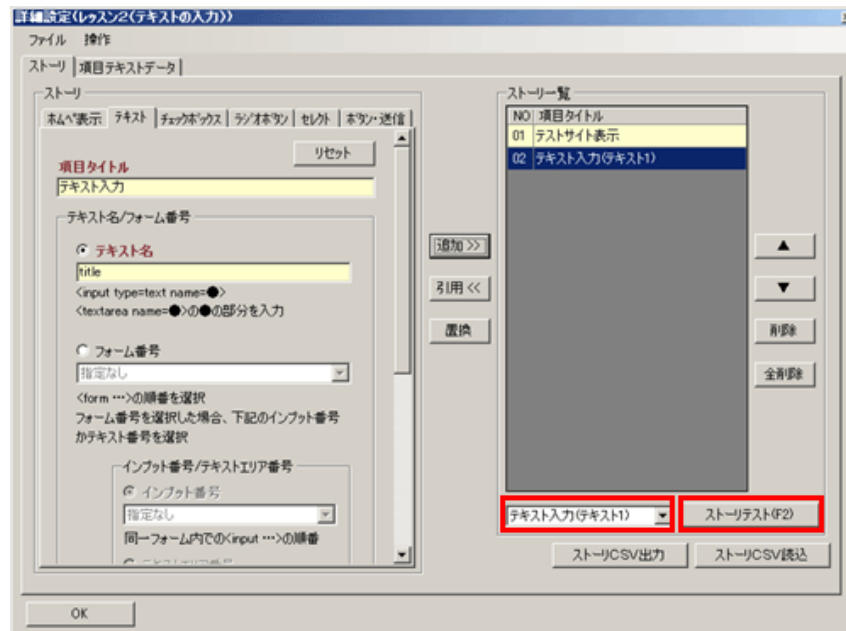 詳細設定(レッスン2(テキストの入力))
ファイル 操作
ストーリ 項目テキストデータ
ストーリ
ホムペ表示 テキスト チェックボックス ラジオボタン セレクト ボタン・送信
リセット
項目タイトル
テキスト入力
テキスト名/フォーム番号
テキスト名
title
<input type=text name=●>
<textarea name=●>の●の部分を入力
フォーム番号
指定なし
<form …>の順番を選択
フォーム番号を選択した場合、下記のインプット番号
かテキスト番号を選択
インプット番号/テキストエリア番号
インプット番号
指定なし
同一フォーム内での<input …>の順番
追加 >>
引用 <<
置換
ストーリ一覧
NO 項目タイトル
01 テストサイト表示
02 テキスト入力(テキスト1)
▲
▼
削除
全削除
テキスト入力(テキスト1)
ストーリテスト(F2)
ストーリCSV出力
ストーリCSV読込
OK